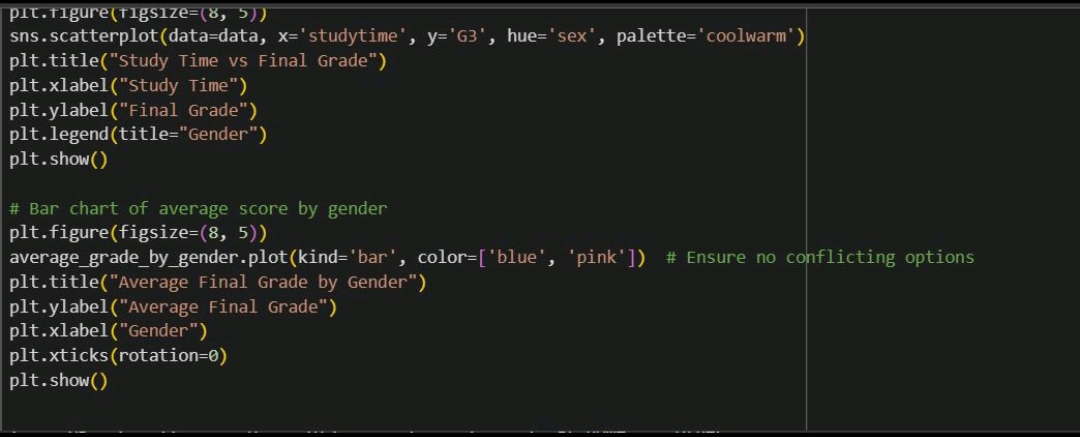 plt.figure(figsize=(8, 5))
sns.scatterplot(data=data, x='studytime', y='G3', hue='sex', palette='coolwarm')
plt.title("Study Time vs Final Grade")
plt.xlabel("Study Time")
plt.ylabel("Final Grade")
plt.legend(title="Gender")
plt.show()
# Bar chart of average score by gender
plt.figure(figsize=(8, 5))
average_grade_by_gender.plot(kind='bar', color=['blue', 'pink'])  # Ensure no conflicting options
plt.title("Average Final Grade by Gender")
plt.ylabel("Average Final Grade")
plt.xlabel("Gender")
plt.xticks(rotation=0)
plt.show()